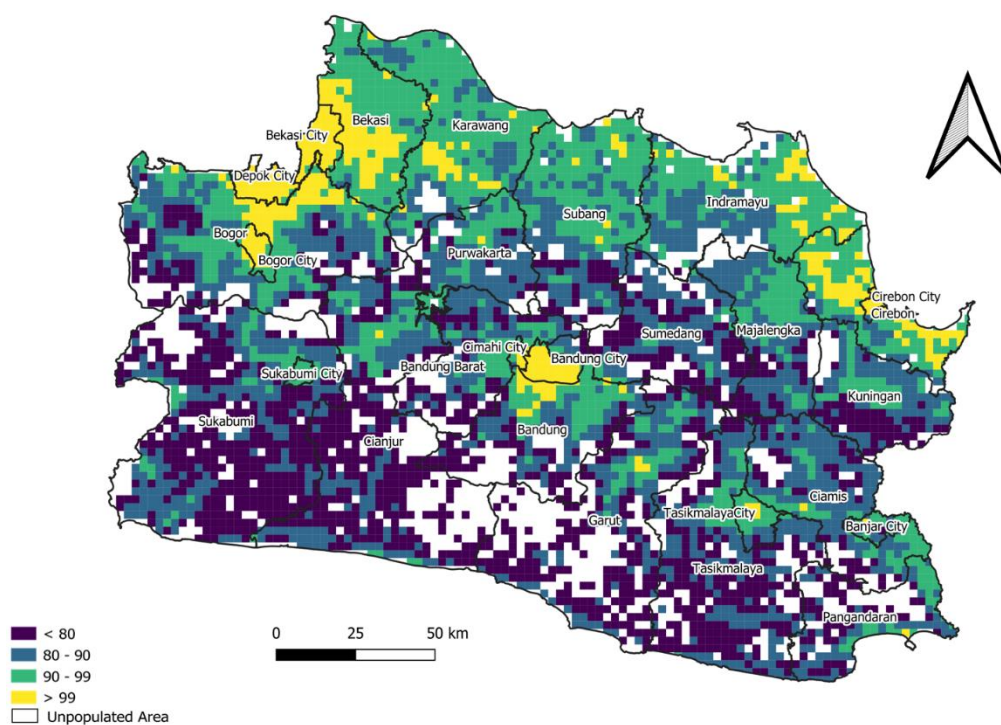 Bekasi
Bekasi City
Karawang
Depok City
Indramayu
Subang
Bogor
Bogor City
Purwakarta
Cirebon City
Cirebon
Sumedang
Majalengka
Cimahi City
Bandung City
Bandung Barat
Sukabumi City
Kuningan
Sukabumi
Bandung
Cianjur
Ciamis
Garut
TasikmalayaCity
Banjar City
Tasikmalaya
Pangandaran
< 80
80 - 90
90 - 99
> 99
Unpopulated Area
0 25 50 km